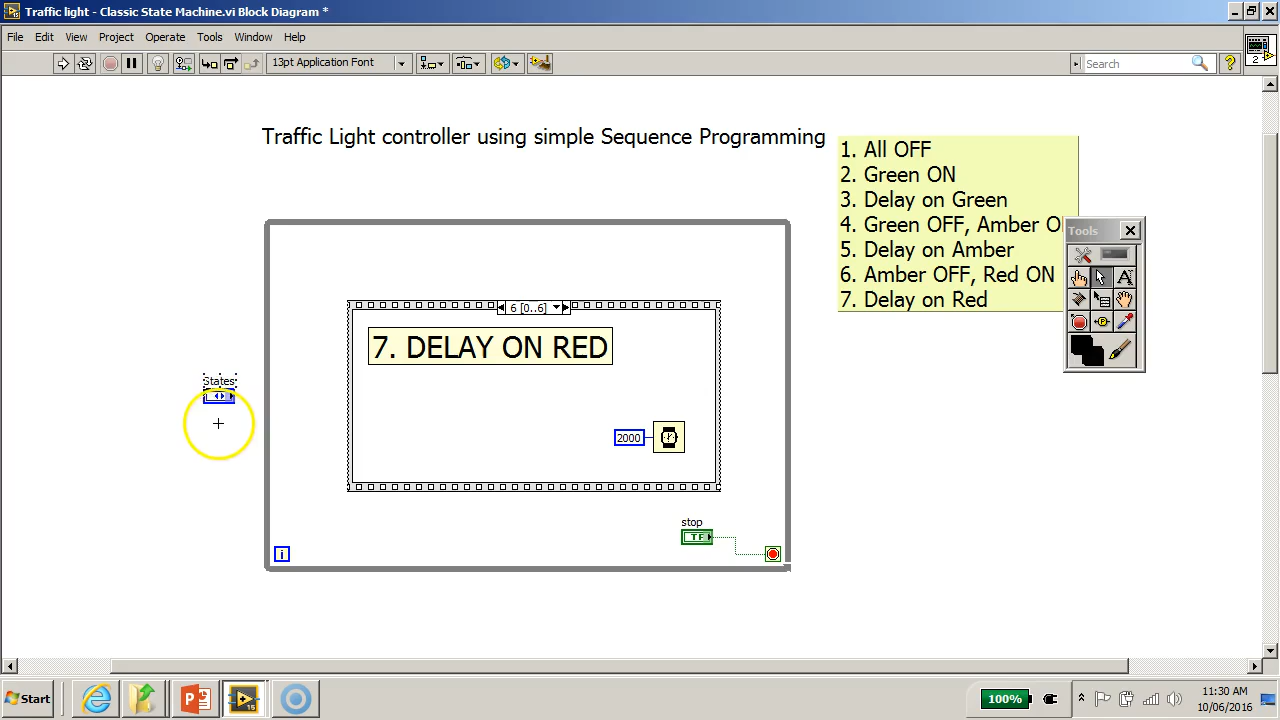 Traffic light - Classic State Machine.vi Block Diagram *
File Edit View Project Operate Tools Window Help
13pt Application Font
Search
2
Traffic Light controller using simple Sequence Programming
1. All OFF
2. Green ON
3. Delay on Green
4. Green OFF, Amber O
5. Delay on Amber
6. Amber OFF, Red ON
7. Delay on Red
Tools
6 [0..6]
7. DELAY ON RED
States
2000
stop
TF
i
Start
100%
11:30 AM
10/06/2016